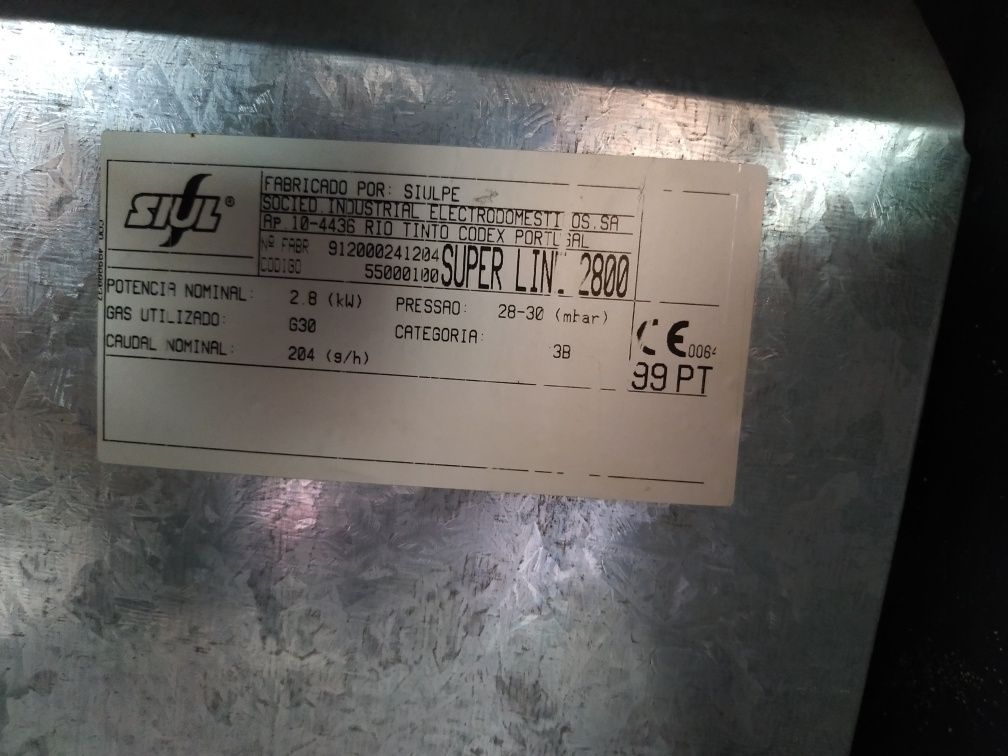 SIUL®
FABRICADO POR: SIULPE
SOCIED INDUSTRIAL ELECTRODOMESTI OS.SA
AP.10-4436 RIO TINTO CODEX PORTUGAL
Nº FABR 912000241204
CODIGO 55000100 SUPER LINE 2800
POTENCIA NOMINAL: 2.8 (kW) PRESSAO: 28-30 (mbar)
GAS UTILIZADO: G30 CATEGORIA: 3B
CAUDAL NOMINAL: 204 (g/h)
CE 0064
99 PT